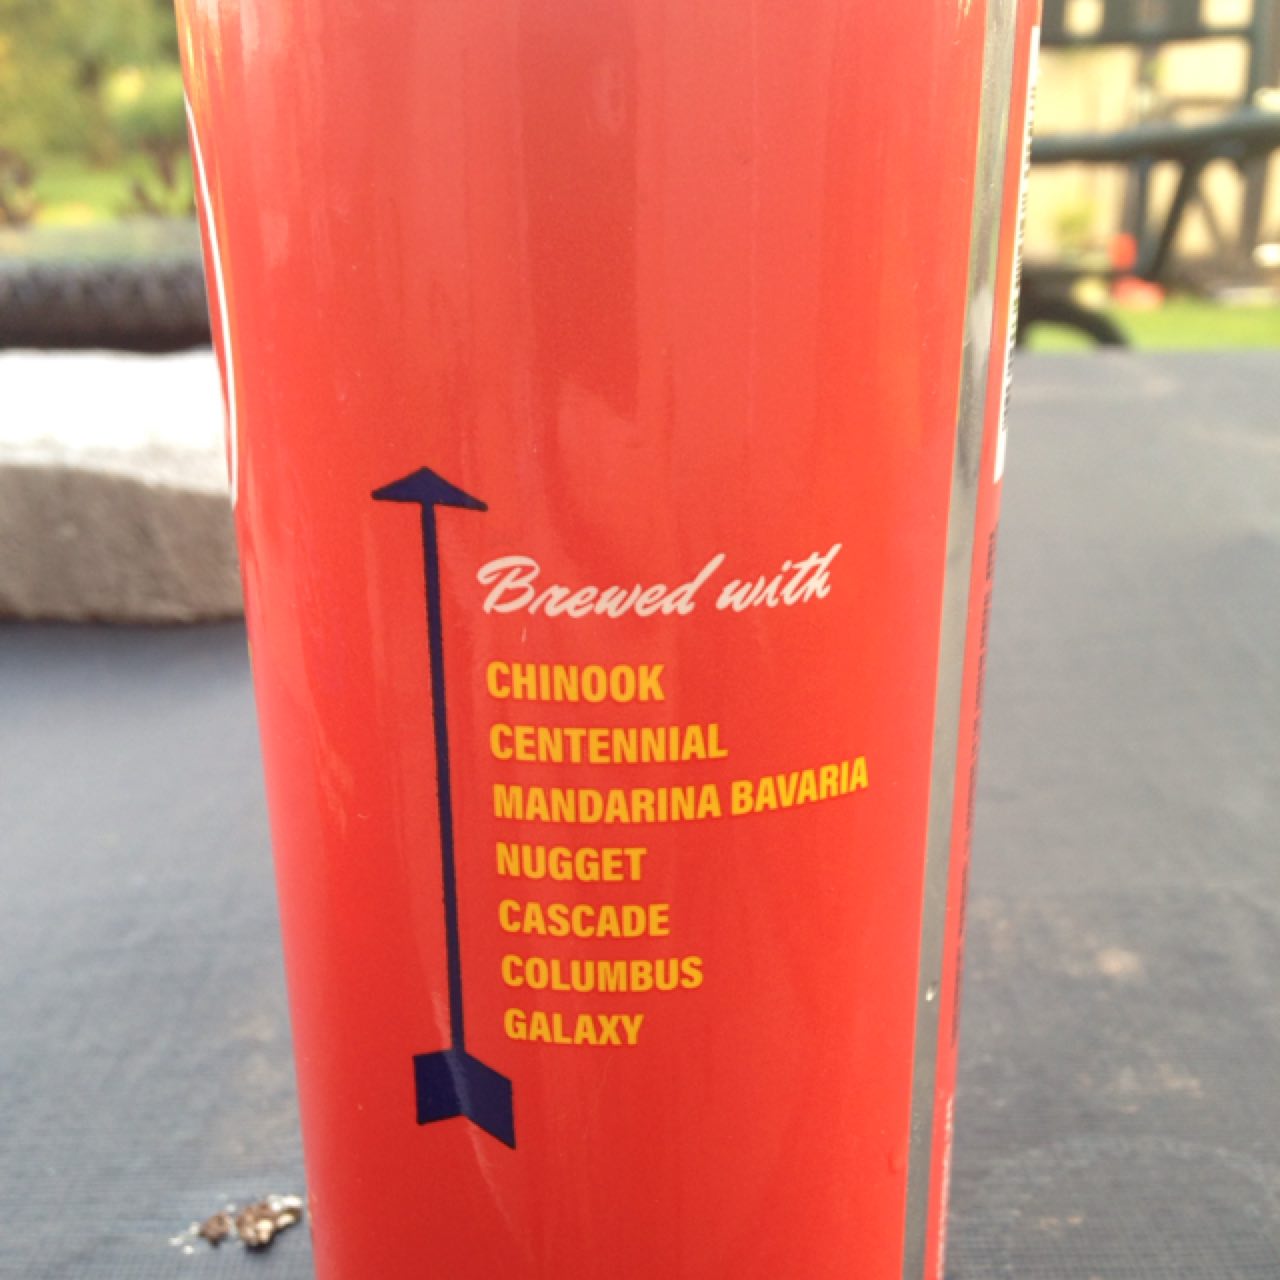 Brewed with
CHINOOK
CENTENNIAL
MANDARINA BAVARIA
NUGGET
CASCADE
COLUMBUS
GALAXY